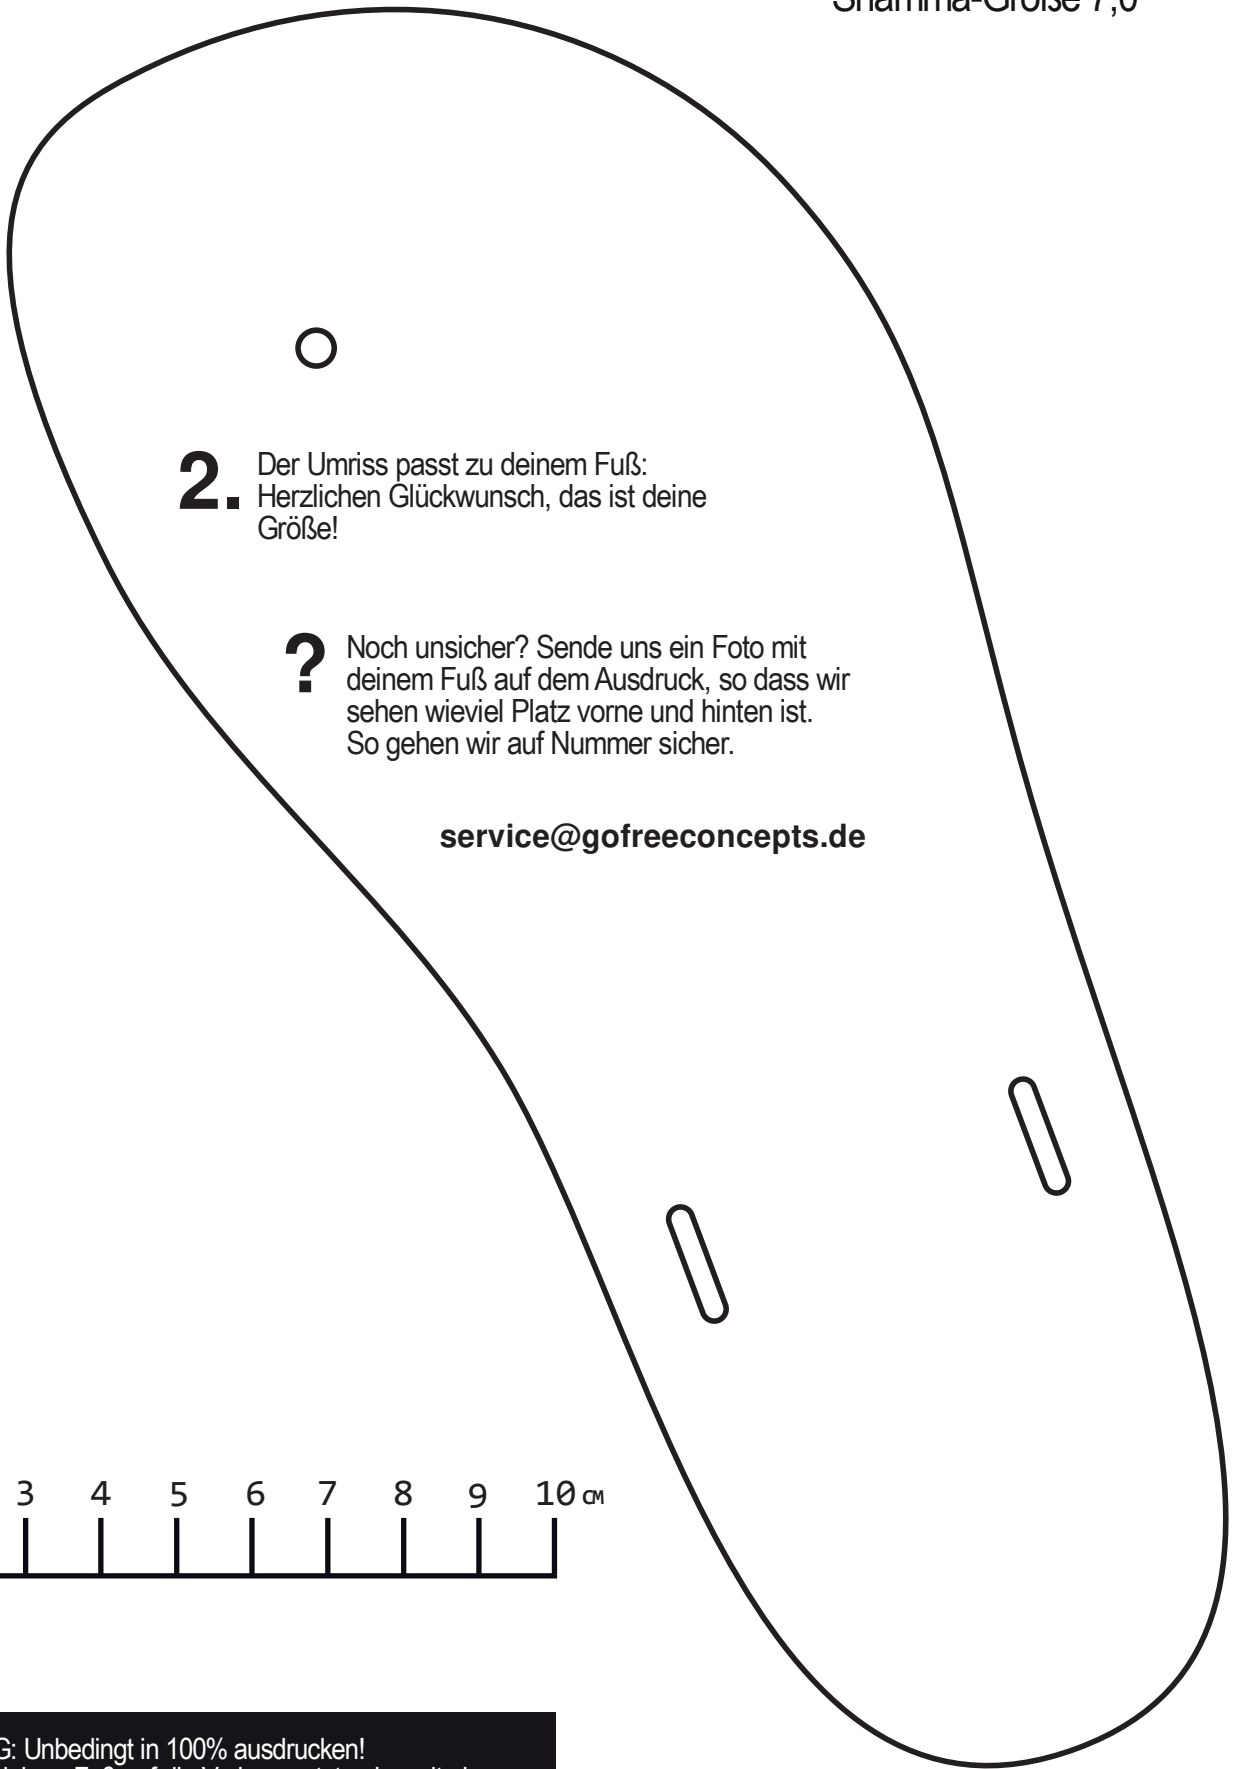 Shamma-Größe 7,0
2. Der Umriss passt zu deinem Fuß:
Herzlichen Glückwunsch, das ist deine
Größe!
? Noch unsicher? Sende uns ein Foto mit
deinem Fuß auf dem Ausdruck, so dass wir
sehen wieviel Platz vorne und hinten ist.
So gehen wir auf Nummer sicher.
service@gofreeconcepts.de
3 4 5 6 7 8 9 10 CM
G: Unbedingt in 100% ausdrucken!